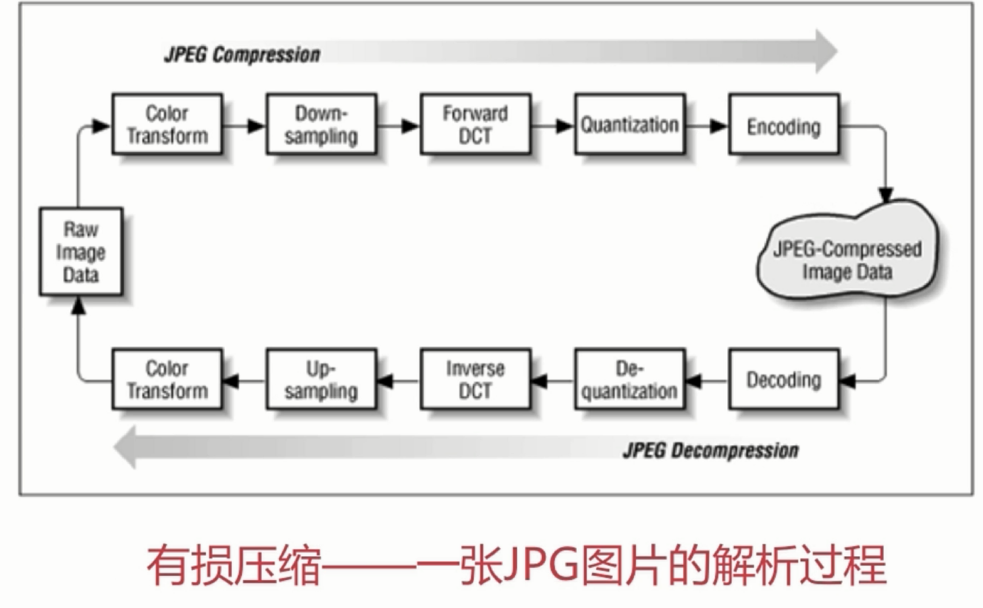 JPEG Compression
Color
Transform
Down-
sampling
Forward
DCT
Quantization
Encoding
Raw
Image
Data
JPEG-Compressed
Image Data
Color
Transform
Up-
sampling
Inverse
DCT
De-
quantization
Decoding
JPEG Decompression
有损压缩——一张JPG图片的解析过程